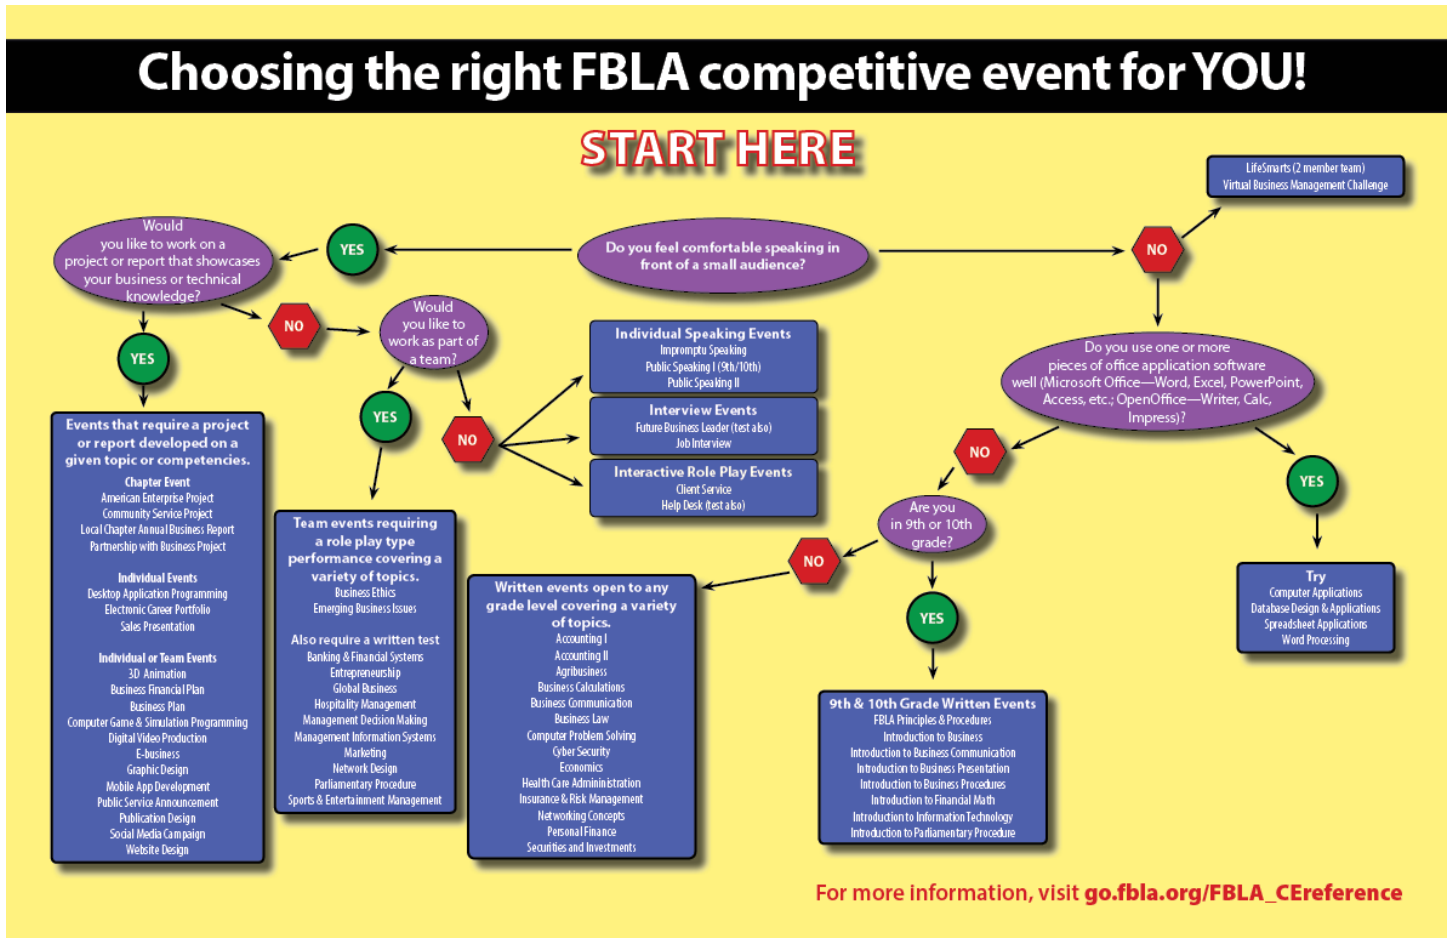 Choosing the right FBLA competitive event for YOU!
START HERE
LifeSmarts (2 member team)
Virtual Business Management Challenge
Do you feel comfortable speaking in
front of a small audience?
YES
Would
you like to work on a
project or report that showcases
your business or technical
knowledge?
YES
Events that require a project
or report developed on a
given topic or competencies.
Chapter Event
American Enterprise Project
Community Service Project
Local Chapter Annual Business Report
Partnership with Business Project
Individual Events
Desktop Application Programming
Electronic Career Portfolio
Sales Presentation
Individual or Team Events
3D Animation
Business Financial Plan
Business Plan
Computer Game & Simulation Programming
Digital Video Production
E-business
Graphic Design
Mobile App Development
Public Service Announcement
Publication Design
Social Media Campaign
Website Design
NO
Would
you like to
work as part of
a team?
YES
Team events requiring
a role play type
performance covering a
variety of topics.
Business Ethics
Emerging Business Issues
Also require a written test
Banking & Financial Systems
Entrepreneurship
Global Business
Hospitality Management
Management Decision Making
Management Information Systems
Marketing
Network Design
Parliamentary Procedure
Sports & Entertainment Management
NO
Individual Speaking Events
Impromptu Speaking
Public Speaking I (9th/10th)
Public Speaking II
Interview Events
Future Business Leader (test also)
Job Interview
Interactive Role Play Events
Client Service
Help Desk (test also)
NO
Do you use one or more
pieces of office application software
well (Microsoft Office—Word, Excel, PowerPoint,
Access, etc.; OpenOffice—Writer, Calc,
Impress)?
NO
Are you
in 9th or 10th
grade?
NO
Written events open to any
grade level covering a variety
of topics.
Accounting I
Accounting II
Agribusiness
Business Calculations
Business Communication
Business Law
Computer Problem Solving
Cyber Security
Economics
Health Care Admininistration
Insurance & Risk Management
Networking Concepts
Personal Finance
Securities and Investments
YES
9th & 10th Grade Written Events
FBLA Principles & Procedures
Introduction to Business
Introduction to Business Communication
Introduction to Business Presentation
Introduction to Business Procedures
Introduction to Financial Math
Introduction to Information Technology
Introduction to Parliamentary Procedure
YES
Try
Computer Applications
Database Design & Applications
Spreadsheet Applications
Word Processing
For more information, visit go.fbla.org/FBLA_CEreference